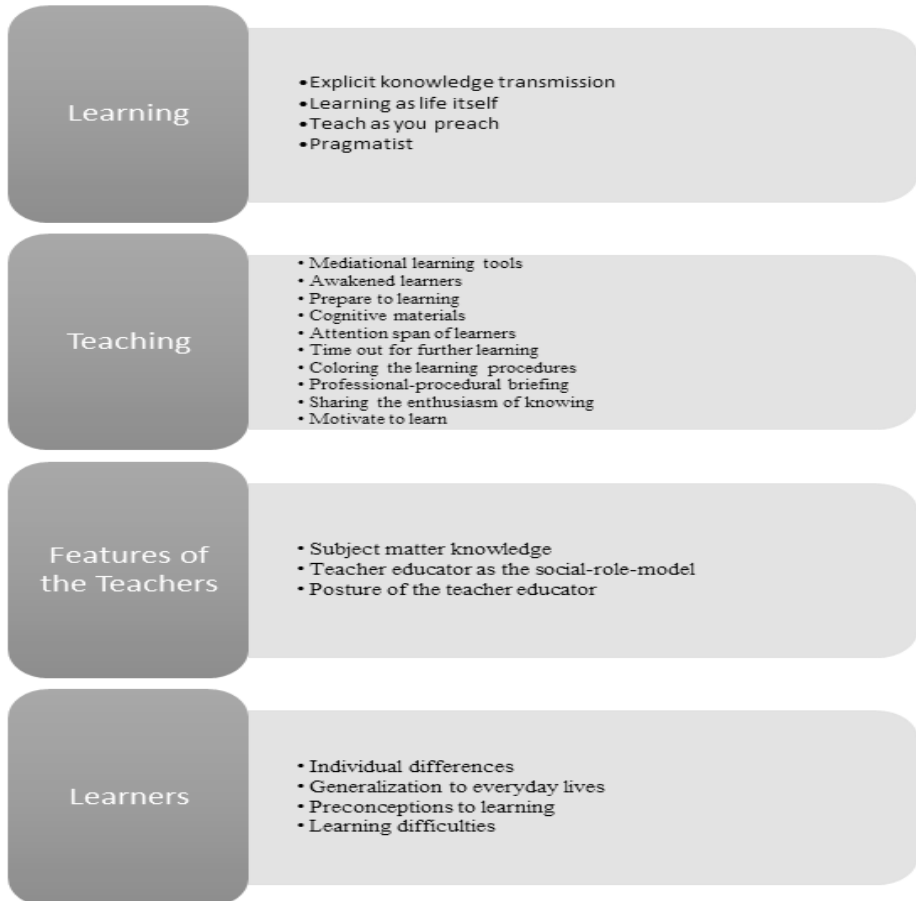 Learning
•Explicit konowledge transmission
•Learning as life itself
•Teach as you preach
•Pragmatist
Teaching
• Mediational learning tools
• Awakened learners
• Prepare to learning
• Cognitive materials
• Attention span of learners
• Time out for further learning
• Coloring the learning procedures
• Professional-procedural briefing
• Sharing the enthusiasm of knowing
• Motivate to learn
Features of
the Teachers
• Subject matter knowledge
• Teacher educator as the social-role-model
• Posture of the teacher educator
Learners
• Individual differences
• Generalization to everyday lives
• Preconceptions to learning
• Learning difficulties